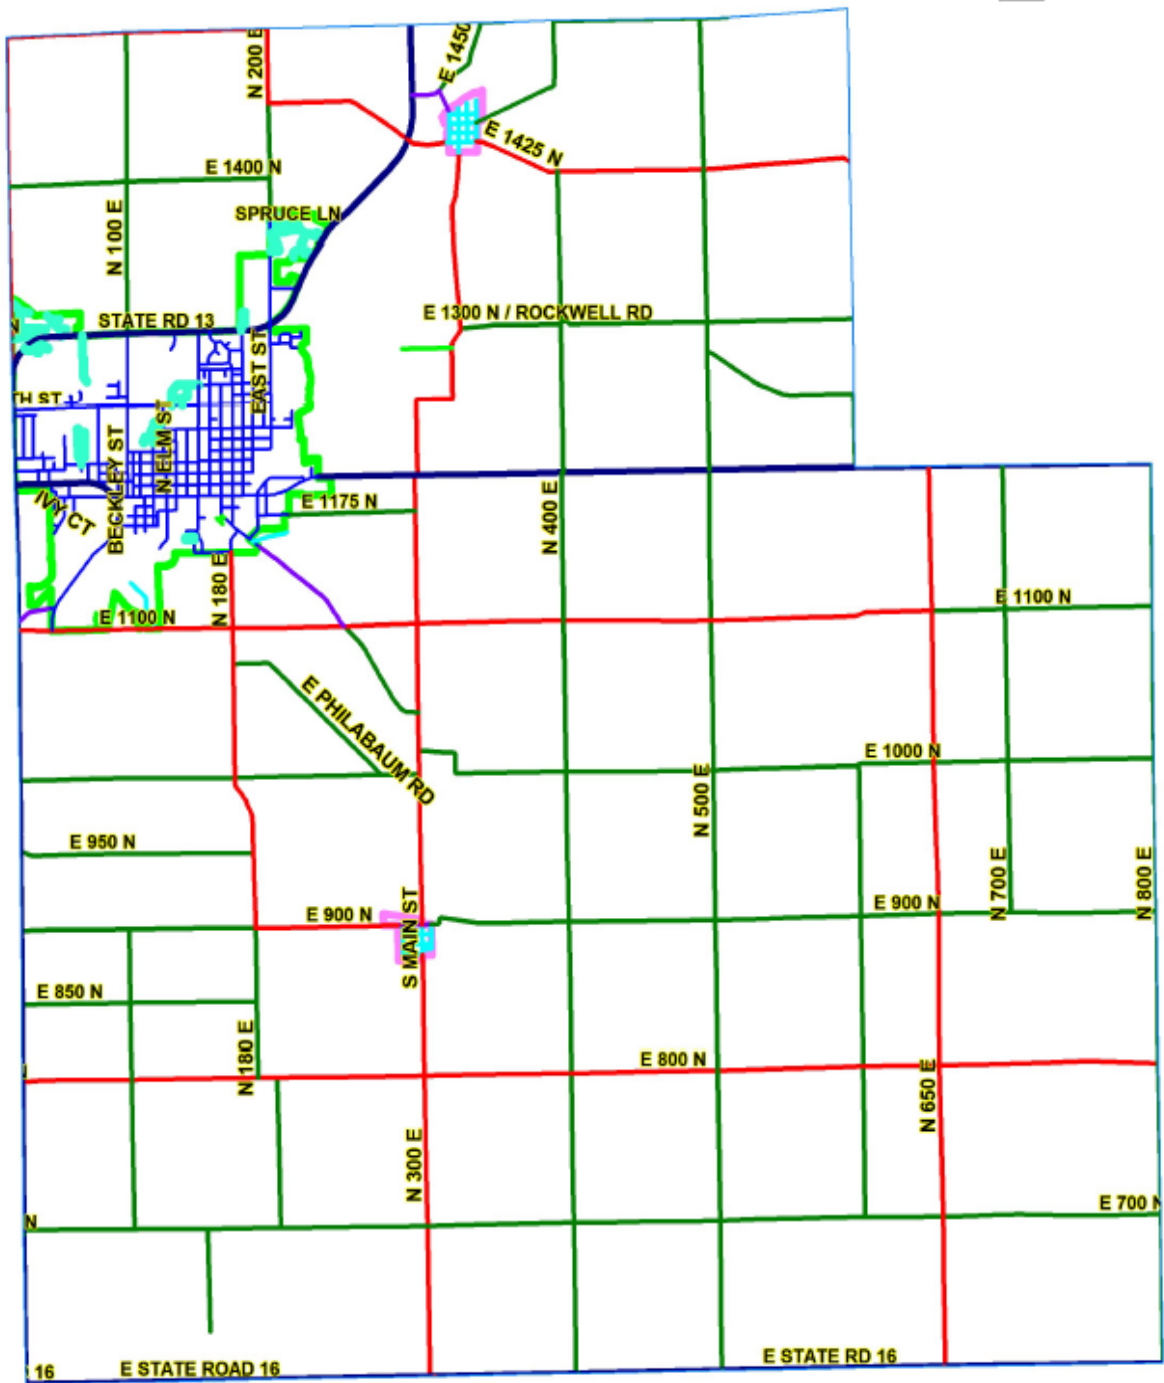 N 200 E
E 1450
E 1425 N
E 1400 N
N 100 E
SPRUCE LN
E 1300 N / ROCKWELL RD
STATE RD 13
N
EAST ST
TH ST
N ELM ST
BECKLEY ST
IVY CT
E 1175 N
N 400 E
N 180 E
E 1100 N
E 1100 N
E PHILABAUM RD
E 1000 N
N 500 E
E 950 N
N 700 E
N 800 E
E 900 N
E 900 N
S MAIN ST
E 850 N
N 180 E
E 800 N
N 650 E
N 300 E
E 700 N
N
16
E STATE ROAD 16
E STATE RD 16